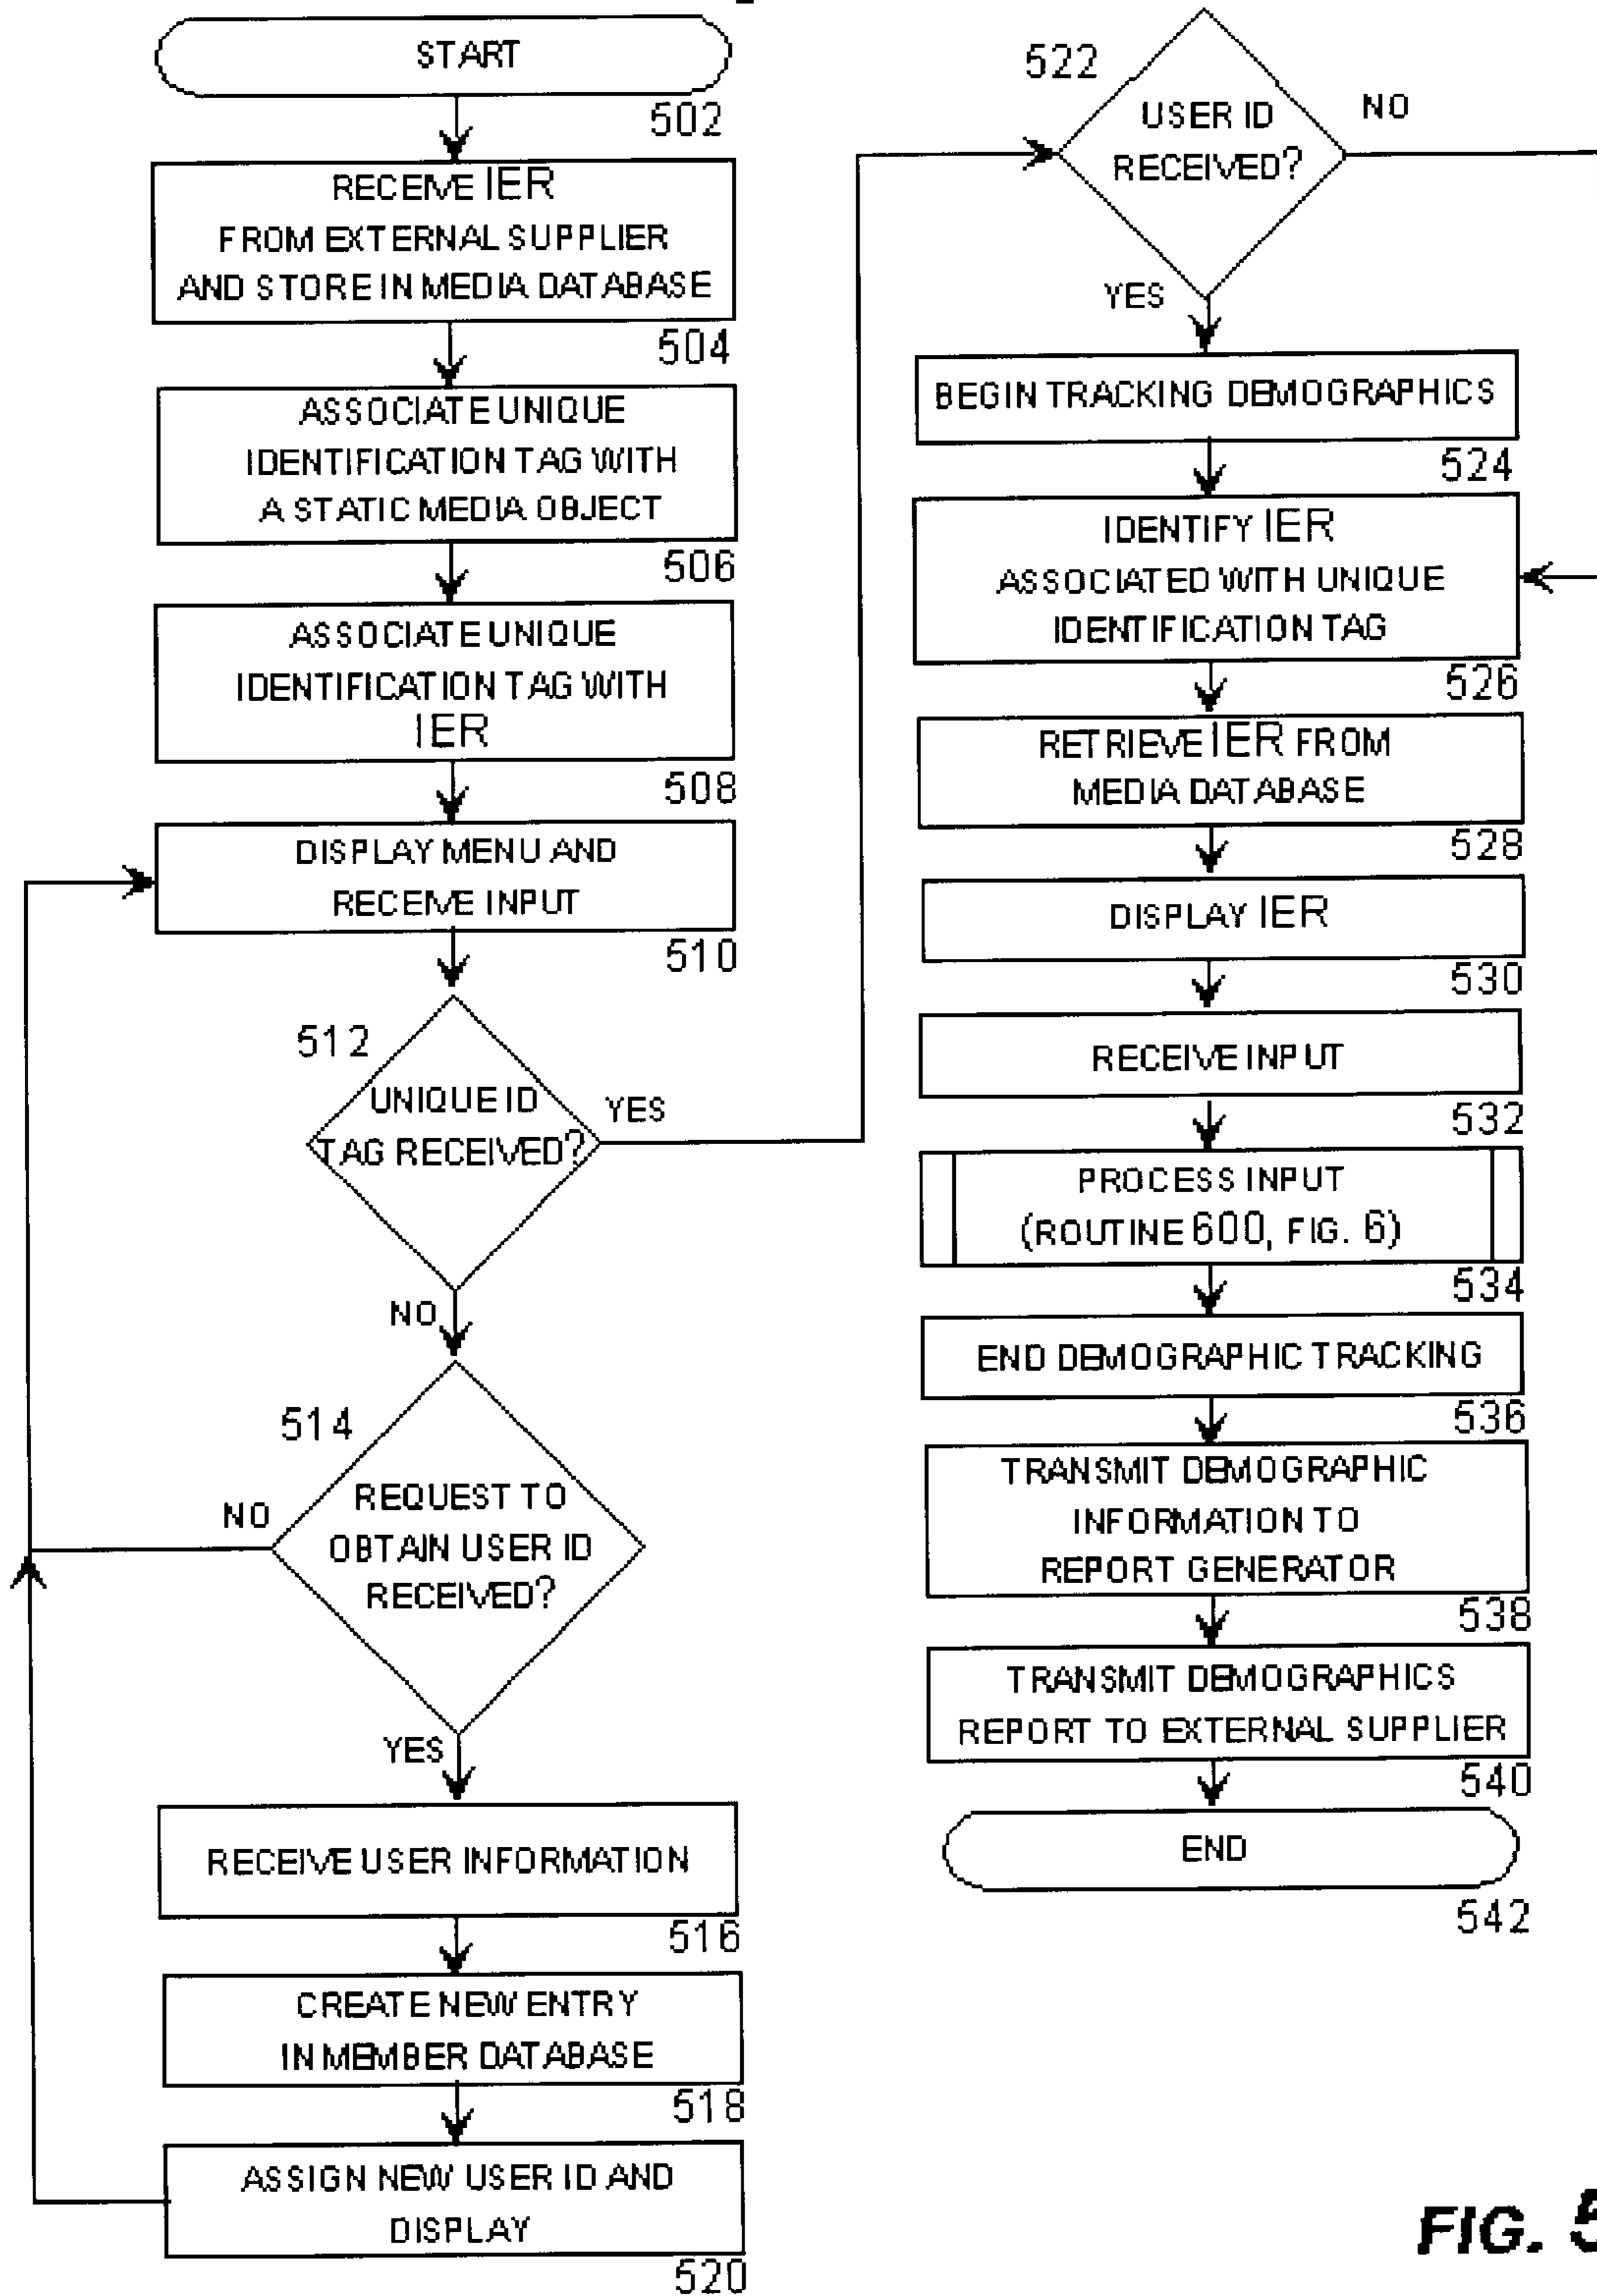 START
502
RECEIVE IER
FROM EXTERNAL SUPPLIER
AND STORE IN MEDIA DATABASE
504
ASSOCIATE UNIQUE
IDENTIFICATION TAG WITH
A STATIC MEDIA OBJECT
506
ASSOCIATE UNIQUE
IDENTIFICATION TAG WITH
IER
508
DISPLAY MENU AND
RECEIVE INPUT
510
512
UNIQUE ID
TAG RECEIVED?
YES
NO
514
REQUEST TO
OBTAIN USER ID
RECEIVED?
NO
YES
RECEIVE USER INFORMATION
516
CREATE NEW ENTRY
IN MEMBER DATABASE
518
ASSIGN NEW USER ID AND
DISPLAY
520
522
USER ID
RECEIVED?
NO
YES
BEGIN TRACKING DEMOGRAPHICS
524
IDENTIFY IER
ASSOCIATED WITH UNIQUE
IDENTIFICATION TAG
526
RETRIEVE IER FROM
MEDIA DATABASE
528
DISPLAY IER
530
RECEIVE INPUT
532
PROCESS INPUT
(ROUTINE 600, FIG. 6)
534
END DEMOGRAPHIC TRACKING
536
TRANSMIT DEMOGRAPHIC
INFORMATION TO
REPORT GENERATOR
538
TRANSMIT DEMOGRAPHICS
REPORT TO EXTERNAL SUPPLIER
540
END
542
FIG. 5